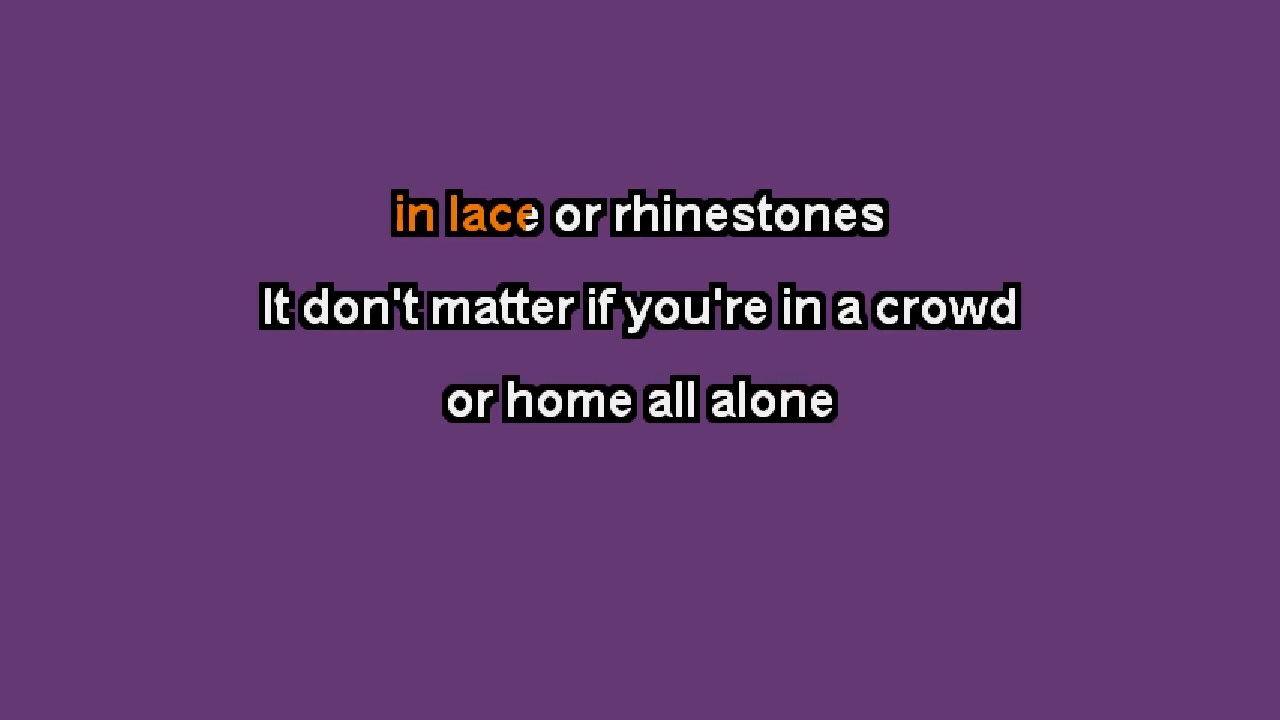 in lace or rhinestones
It don't matter if you're in a crowd
or home all alone